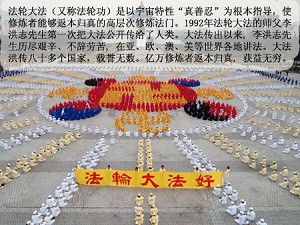 法轮大法（又称法轮功）是以宇宙特性“真善忍”为根本指导，使
修炼者能够返本归真的高层次修炼法门。1992年法轮大法的师父李
洪志先生第一次把大法公开传给了人类。大法传出以来，李洪志先
生历尽艰辛、不辞劳苦，在亚、欧、澳、美等世界各地讲法。大法
洪传八十多个国家，载誉无数。亿万修炼者返本归真，获益无穷。
法輪大法好